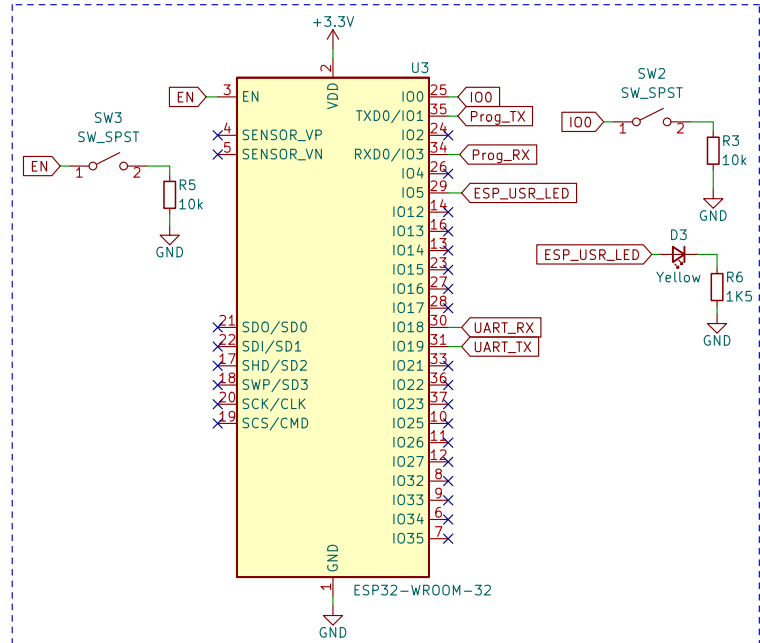 +3.3V
2
VDD
U3
EN
3
EN
4
SENSOR_VP
5
SENSOR_VN
21
SDO/SD0
22
SDI/SD1
17
SHD/SD2
18
SWP/SD3
20
SCK/CLK
19
SCS/CMD
IO0
25
IO0
TXD0/IO1
35
Prog_TX
IO2
24
RXD0/IO3
34
Prog_RX
IO4
26
IO5
29
ESP_USR_LED
IO12
14
IO13
16
IO14
13
IO15
23
IO16
27
IO17
28
IO18
30
UART_RX
IO19
31
UART_TX
IO21
33
IO22
36
IO23
37
IO25
10
IO26
11
IO27
12
IO32
8
IO33
9
IO34
6
IO35
7
GND
1
ESP32-WROOM-32
GND
SW3
SW_SPST
EN
1
2
R5
10k
GND
SW2
SW_SPST
IO0
1
2
R3
10k
GND
D3
ESP_USR_LED
Yellow
R6
1K5
GND